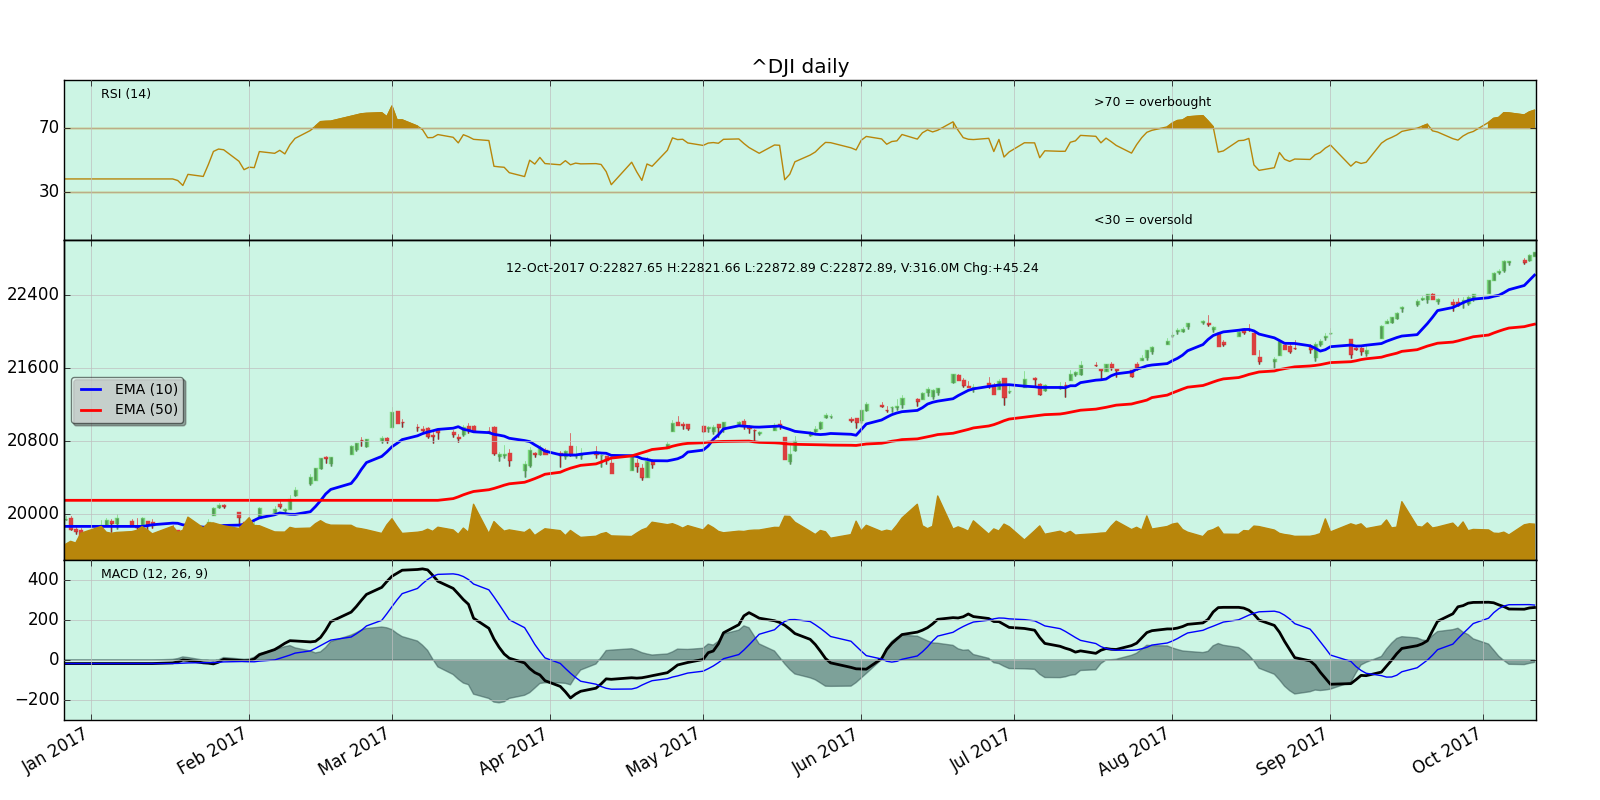 ^DJI daily
RSI (14)
>70 = overbought
70
30
<30 = oversold
12-Oct-2017 O:22827.65 H:22821.66 L:22872.89 C:22872.89, V:316.0M Chg:+45.24
22400
21600
EMA (10)
EMA (50)
20800
20000
MACD (12, 26, 9)
400
200
0
−200
Jan 2017
Feb 2017
Mar 2017
Apr 2017
May 2017
Jun 2017
Jul 2017
Aug 2017
Sep 2017
Oct 2017